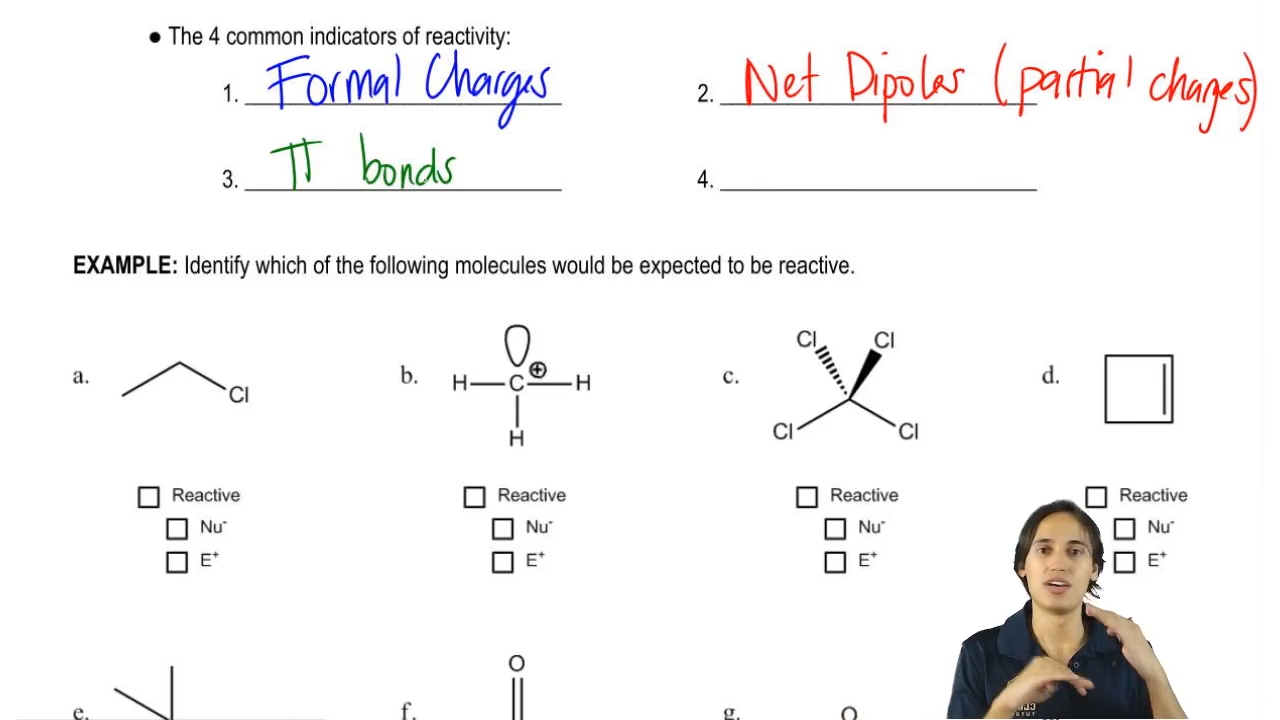 ● The 4 common indicators of reactivity:
1. Formal Charges 2. Net Dipoles (partial charges)
3. π bonds 4.
EXAMPLE: Identify which of the following molecules would be expected to be reactive.
a. Cl b. H C ⊕ H H c. Cl Cl Cl Cl d.
Reactive Reactive Reactive Reactive
Nu⁻ Nu⁻ Nu⁻ Nu⁻
E⁺ E⁺ E⁺ E⁺
e. f. O g. O